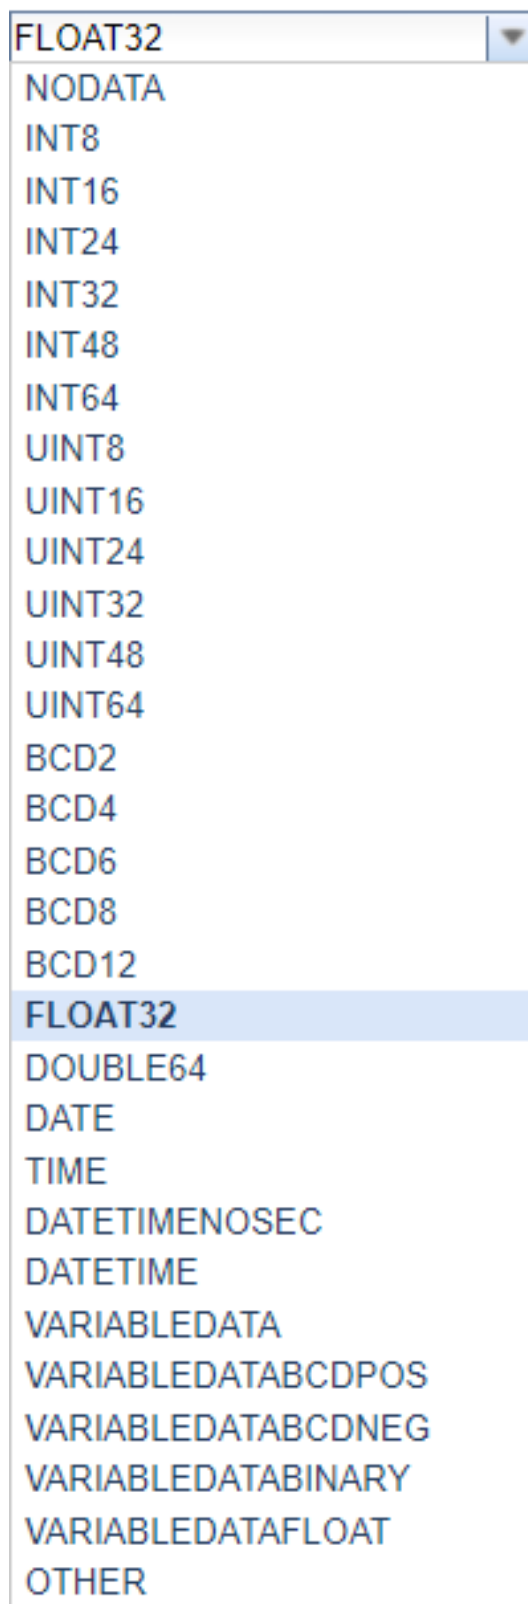 FLOAT32
NODATA
INT8
INT16
INT24
INT32
INT48
INT64
UINT8
UINT16
UINT24
UINT32
UINT48
UINT64
BCD2
BCD4
BCD6
BCD8
BCD12
FLOAT32
DOUBLE64
DATE
TIME
DATETIMENOSEC
DATETIME
VARIABLEDATA
VARIABLEDATABCDPOS
VARIABLEDATABCDNEG
VARIABLEDATABINARY
VARIABLEDATAFLOAT
OTHER